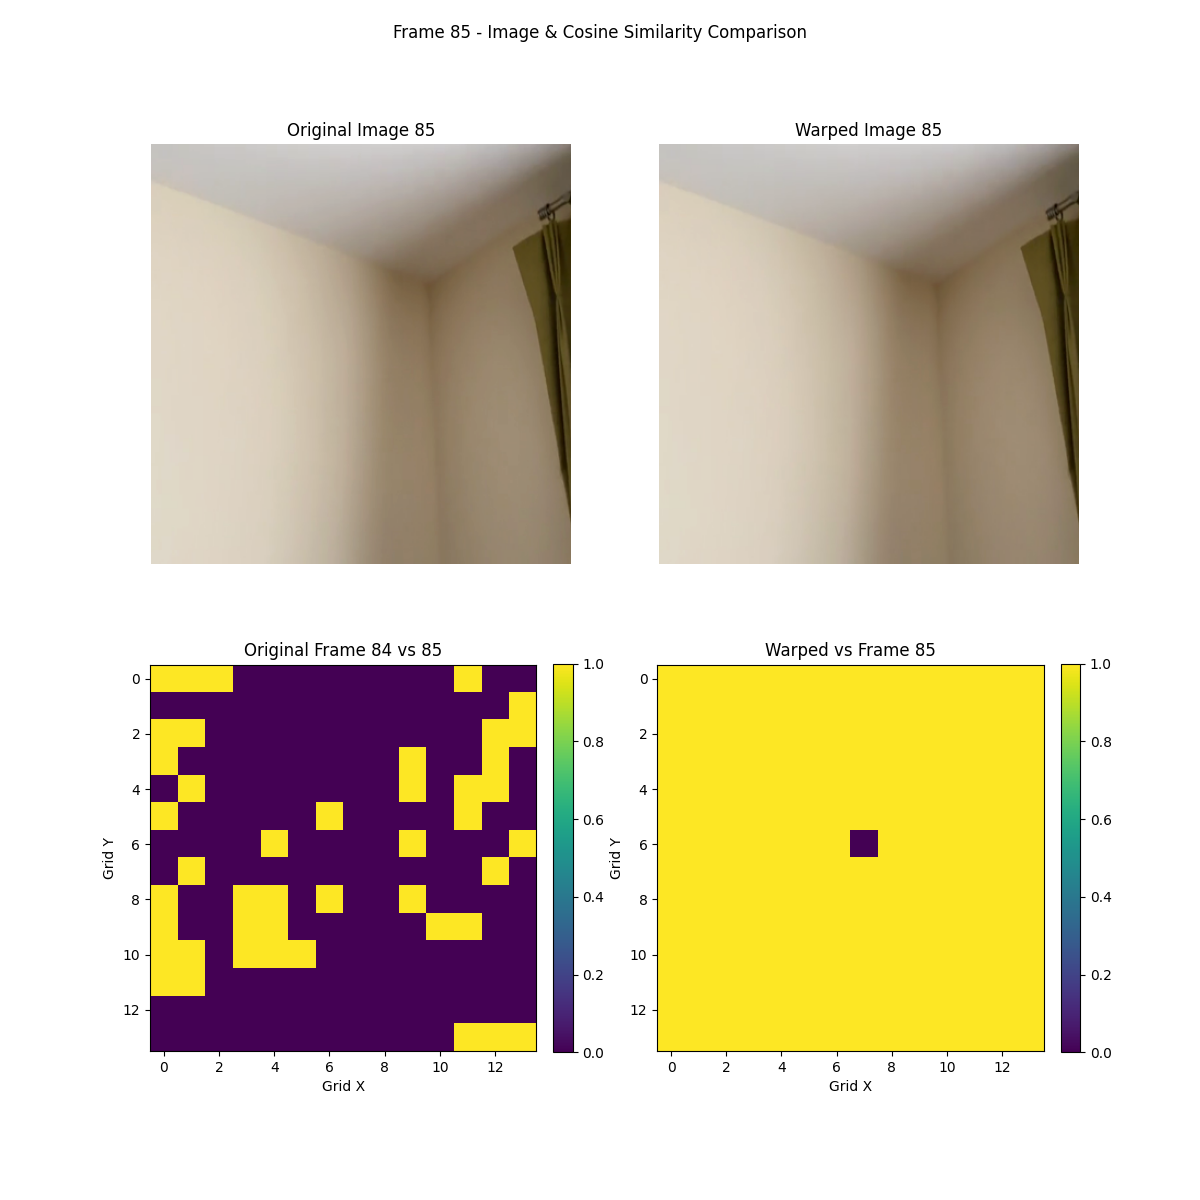 Frame 85 - Image & Cosine Similarity Comparison
Original Image 85
Warped Image 85
Original Frame 84 vs 85
Warped vs Frame 85
0
2
4
6
8
10
12
Grid Y
0 2 4 6 8 10 12
Grid X
1.0
0.8
0.6
0.4
0.2
0.0
0
2
4
6
8
10
12
Grid Y
0 2 4 6 8 10 12
Grid X
1.0
0.8
0.6
0.4
0.2
0.0